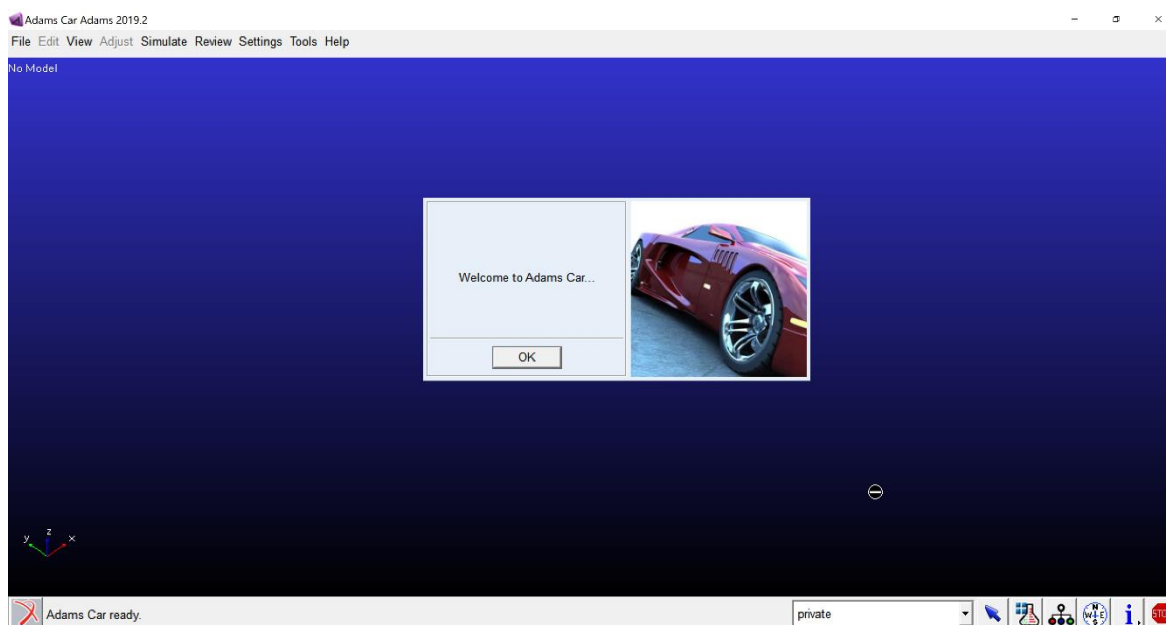 Adams Car Adams 2019.2
File Edit View Adjust Simulate Review Settings Tools Help
No Model
Welcome to Adams Car...
OK
z
y x
Adams Car ready.
private
N
W E
S
i
STO